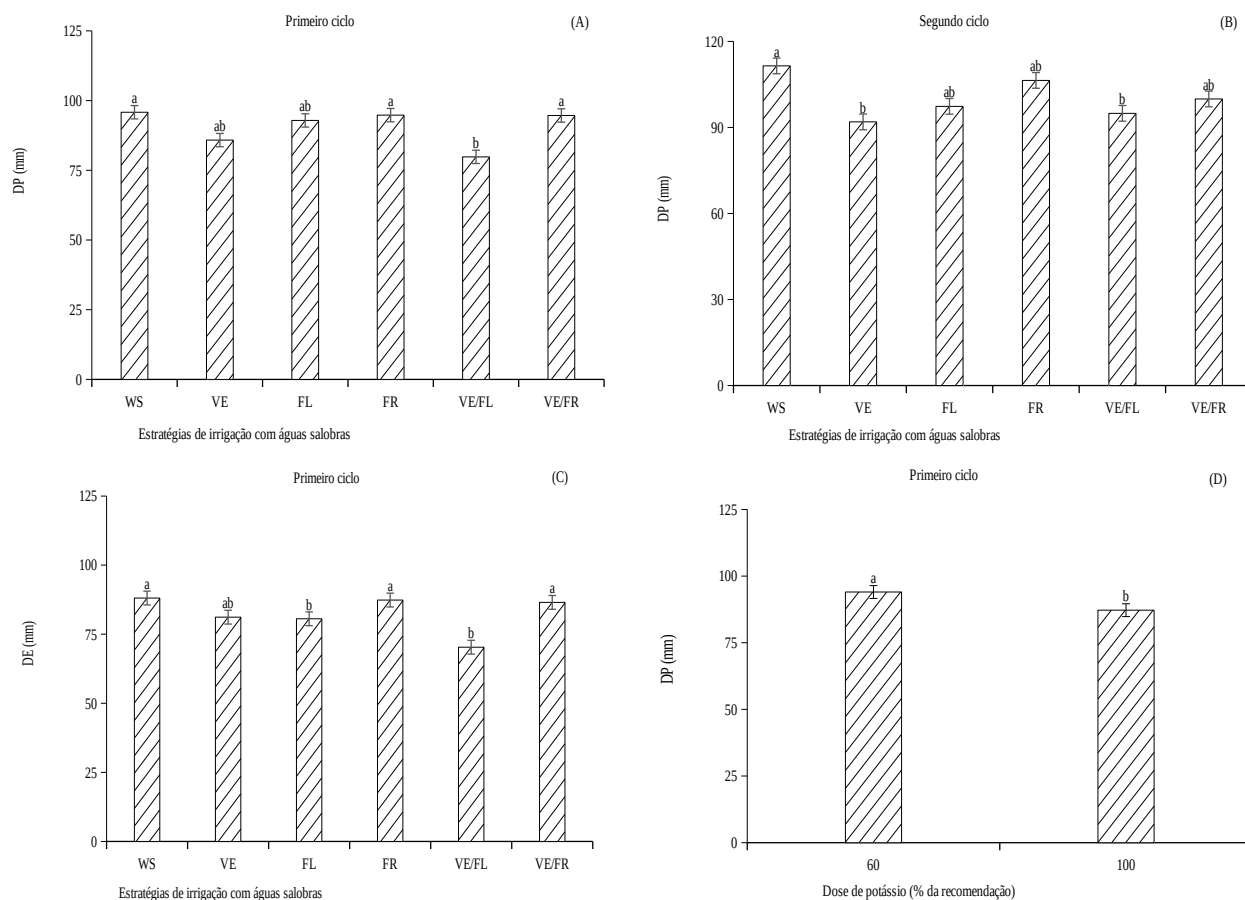 Primeiro ciclo
(A)
DP (mm)
125
100
75
50
25
0
a
ab
ab
a
b
a
WS VE FL FR VE/FL VE/FR
Estratégias de irrigação com águas salobras
Segundo ciclo
(B)
DP (mm)
120
90
60
30
0
a
b
ab
ab
b
ab
WS VE FL FR VE/FL VE/FR
Estratégias de irrigação com águas salobras
Primeiro ciclo
(C)
DE (mm)
125
100
75
50
25
0
a
ab
b
a
b
a
WS VE FL FR VE/FL VE/FR
Estratégias de irrigação com águas salobras
Primeiro ciclo
(D)
DP (mm)
125
100
75
50
25
0
a
b
60 100
Dose de potássio (% da recomendação)